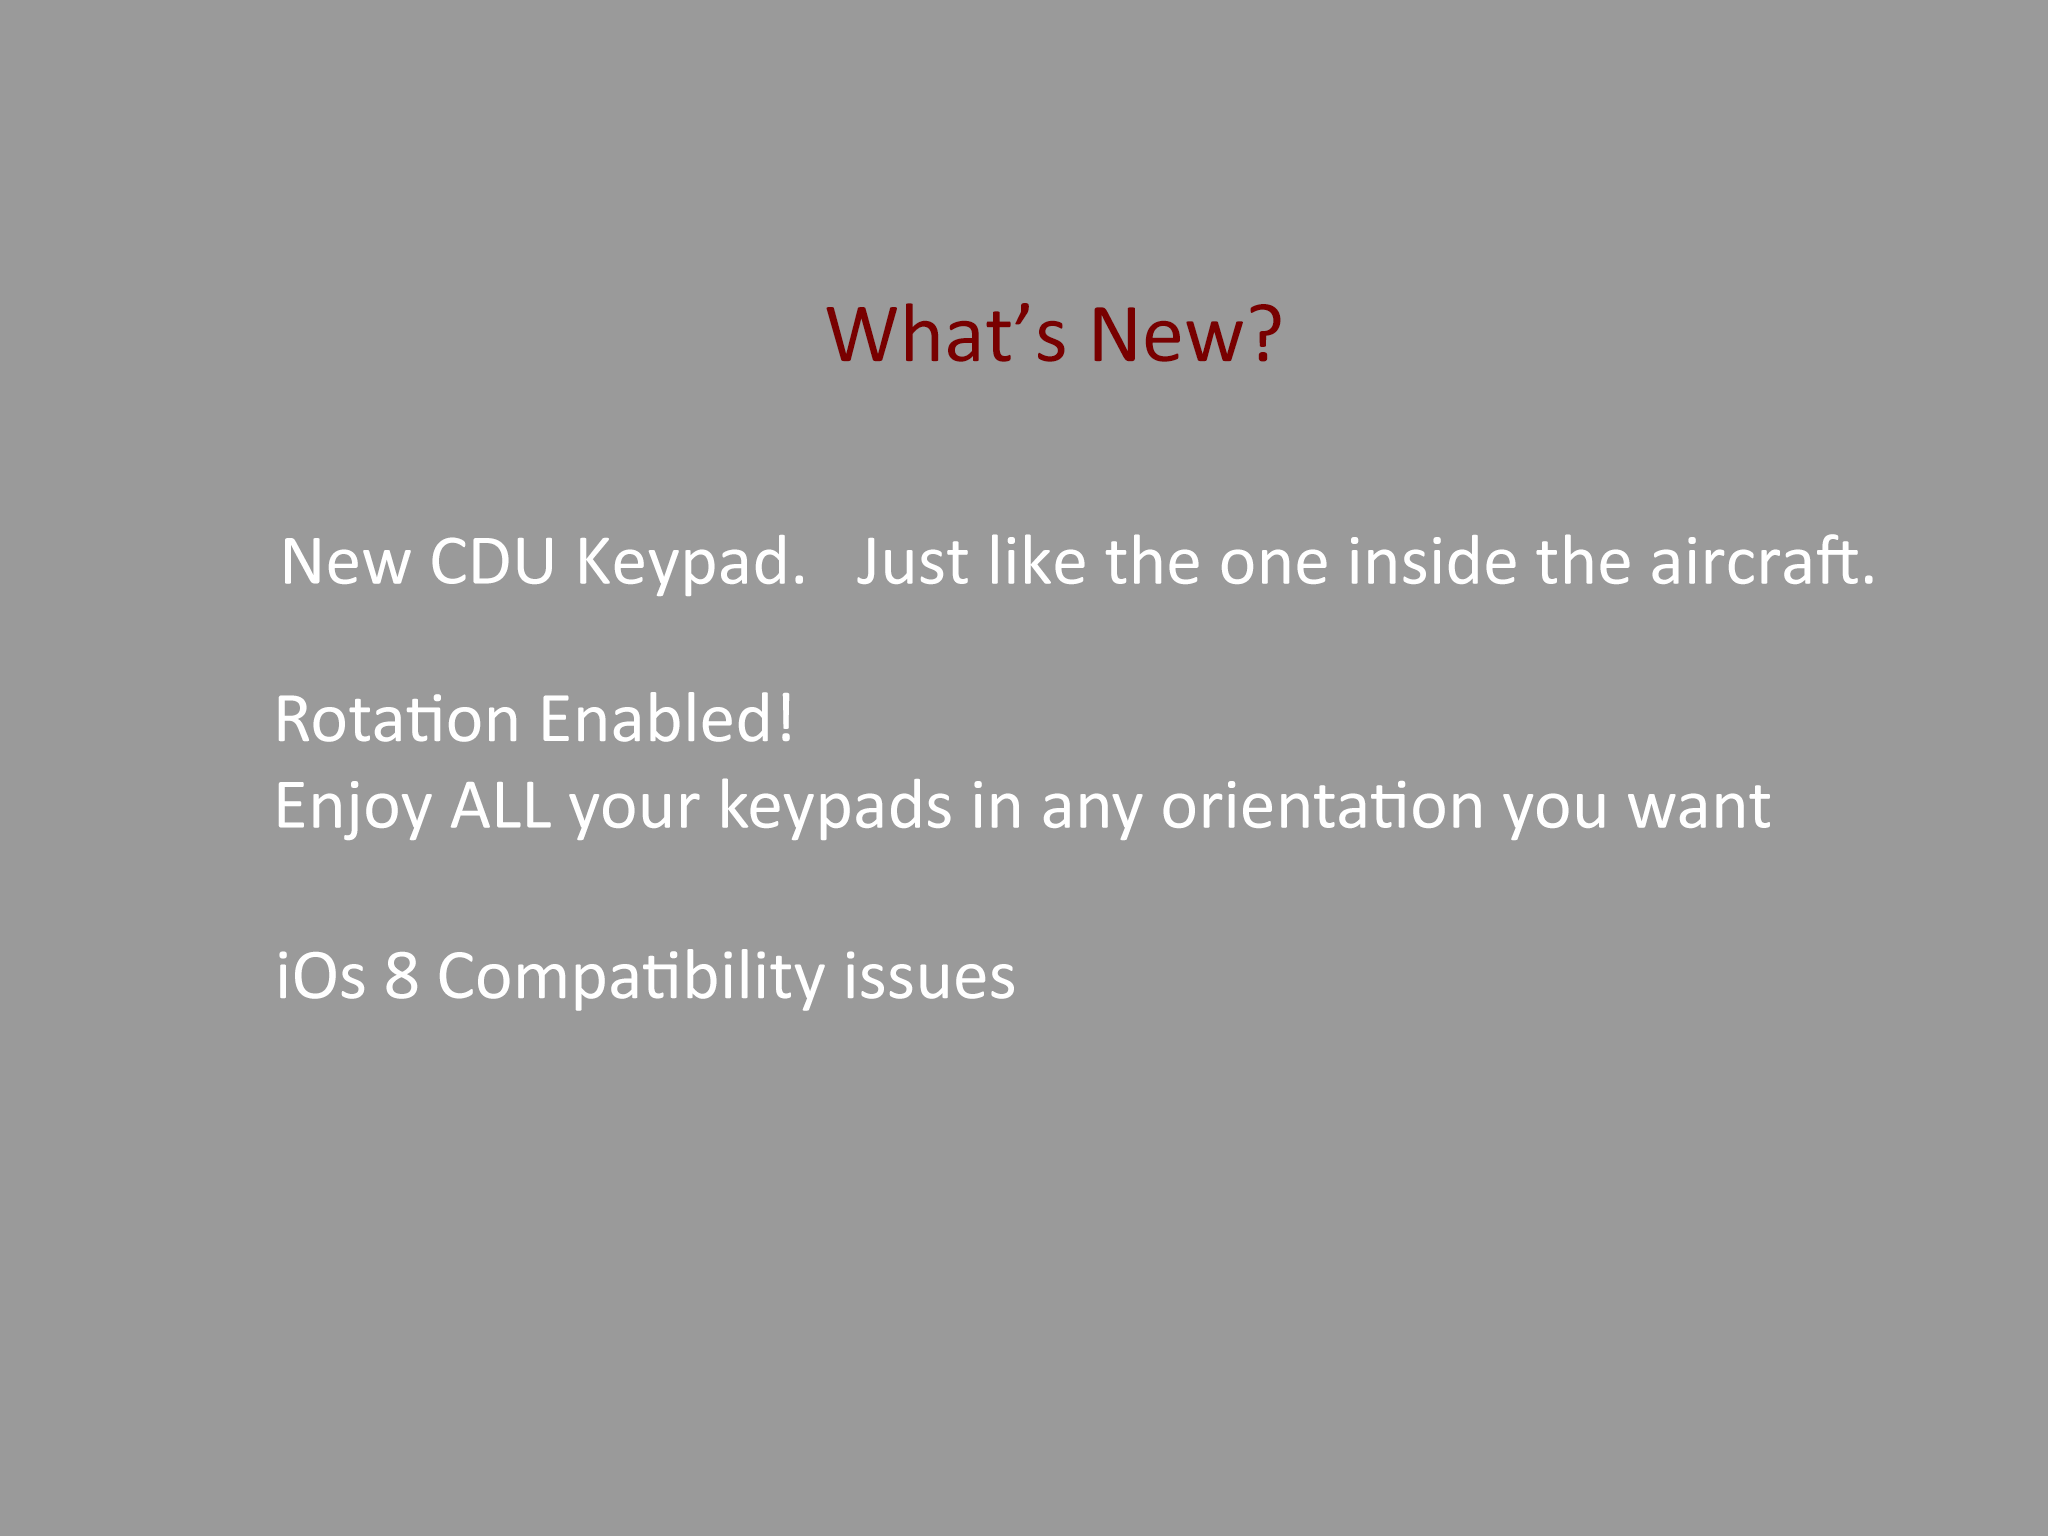 What’s New?
New CDU Keypad.   Just like the one inside the aircraft.
Rotation Enabled!
Enjoy ALL your keypads in any orientation you want
iOs 8 Compatibility issues